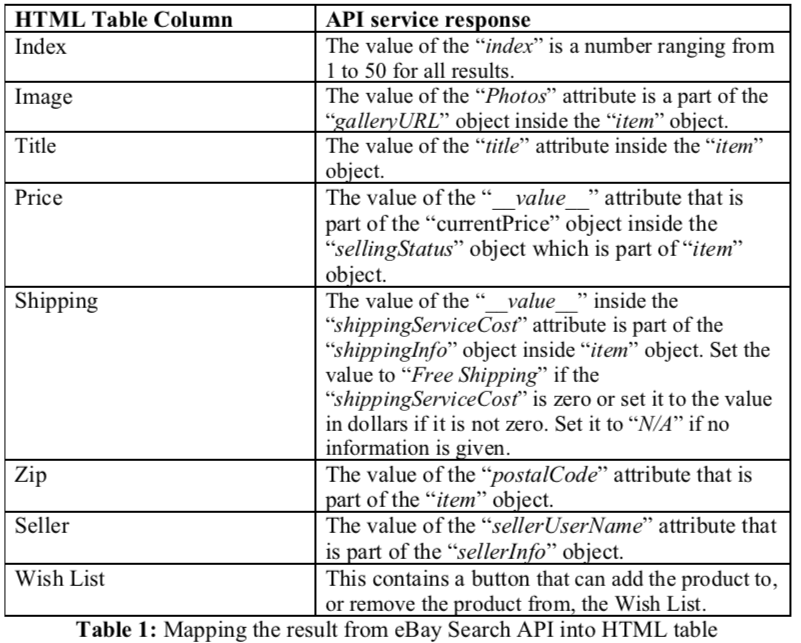 HTML Table Column
API service response
Index
The value of the “index” is a number ranging from
1 to 50 for all results.
Image
The value of the “Photos” attribute is a part of the
“galleryURL” object inside the “item” object.
Title
The value of the “title” attribute inside the “item”
object.
Price
The value of the “__value__” attribute that is
part of the “currentPrice” object inside the
“sellingStatus” object which is part of “item”
object.
Shipping
The value of the “__value__” inside the
“shippingServiceCost” attribute is part of the
“shippingInfo” object inside “item” object. Set the
value to “Free Shipping” if the
“shippingServiceCost” is zero or set it to the value
in dollars if it is not zero. Set it to “N/A” if no
information is given.
Zip
The value of the “postalCode” attribute that is
part of the “item” object.
Seller
The value of the “sellerUserName” attribute that
is part of the “sellerInfo” object.
Wish List
This contains a button that can add the product to,
or remove the product from, the Wish List.
Table 1: Mapping the result from eBay Search API into HTML table